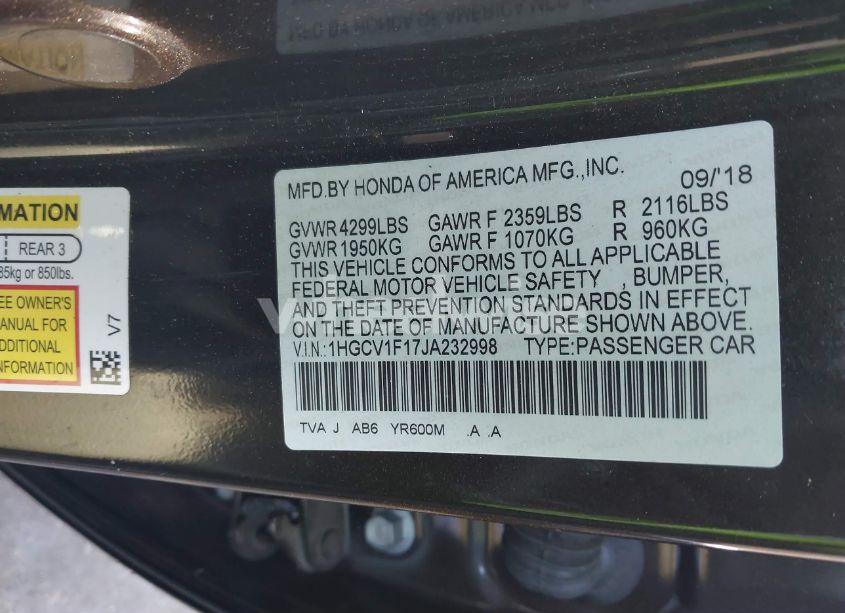 MFD.BY HONDA OF AMERICA MFG.,INC. 09/'18
GVWR 4299LBS GAWR F 2359LBS R 2116LBS
GVWR 1950KG GAWR F 1070KG R 960KG
THIS VEHICLE CONFORMS TO ALL APPLICABLE
FEDERAL MOTOR VEHICLE SAFETY , BUMPER,
AND THEFT PREVENTION STANDARDS IN EFFECT
ON THE DATE OF MANUFACTURE SHOWN ABOVE.
V.I.N.:1HGCV1F17JA232998 TYPE:PASSENGER CAR
TVA J AB6 YR600M .A .A
MATION
REAR 3
85kg or 850lbs.
EE OWNER'S
ANUAL FOR
DDITIONAL
NFORMATION
V7